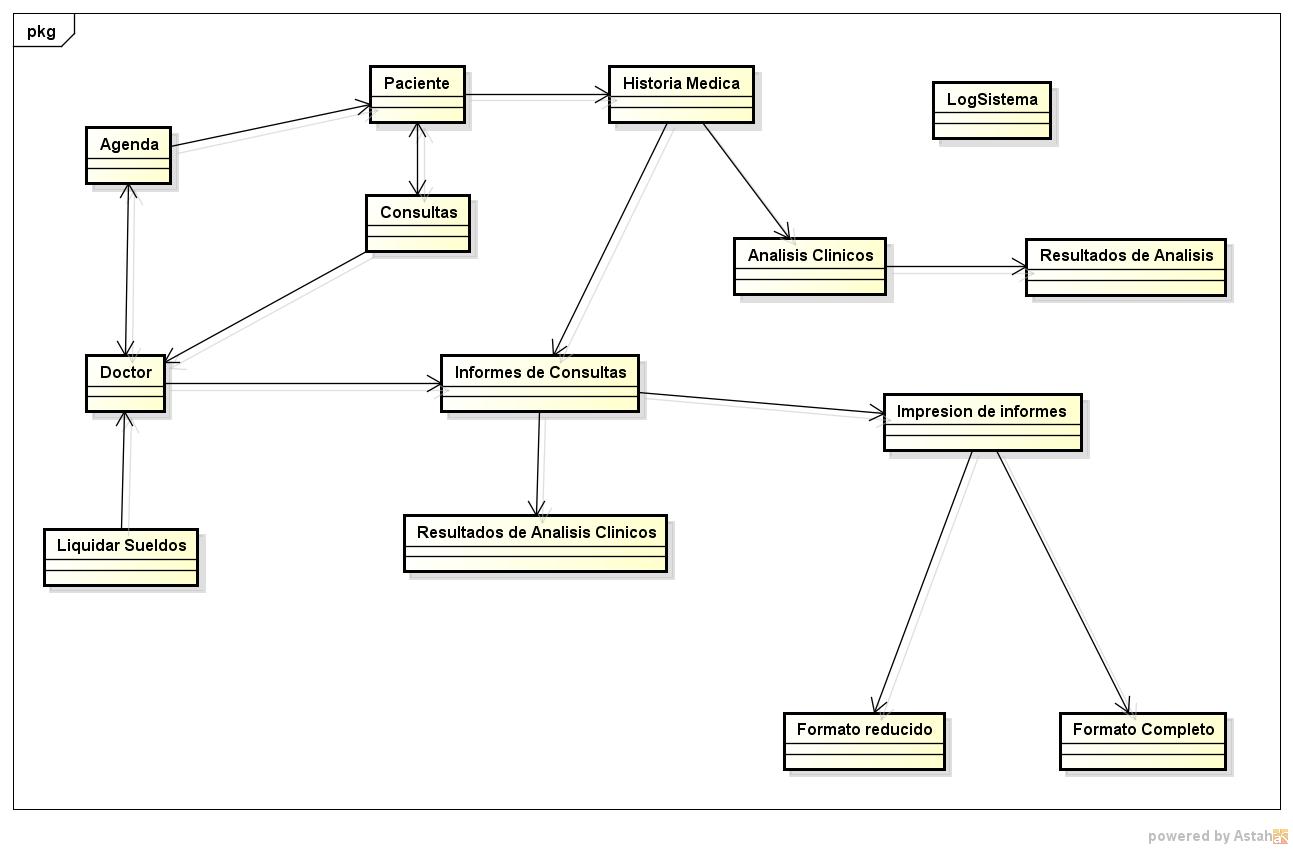 pkg
Paciente
Historia Medica
LogSistema
Agenda
Consultas
Analisis Clinicos
Resultados de Analisis
Doctor
Informes de Consultas
Impresion de informes
Liquidar Sueldos
Resultados de Analisis Clinicos
Formato reducido
Formato Completo
powered by Astah